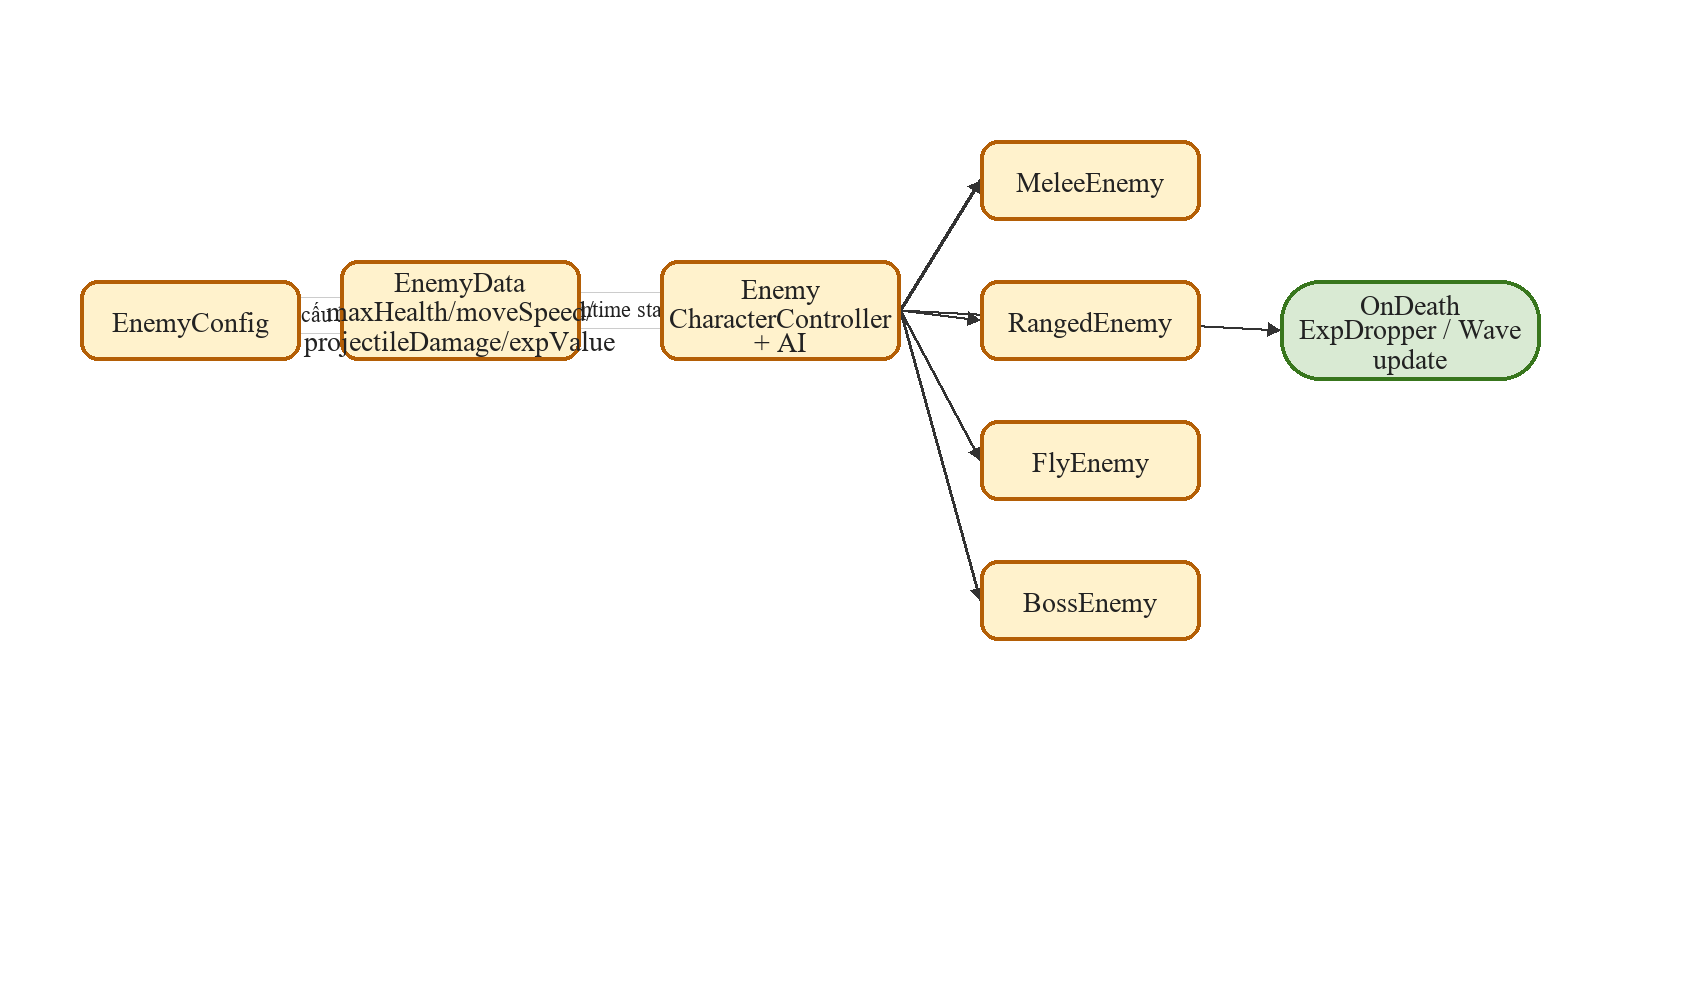 EnemyConfig
EnemyData
maxHealth/moveSpeed/
projectileDamage/expValue
Enemy
CharacterController
+ AI
MeleeEnemy
RangedEnemy
FlyEnemy
BossEnemy
OnDeath
ExpDropper / Wave
update